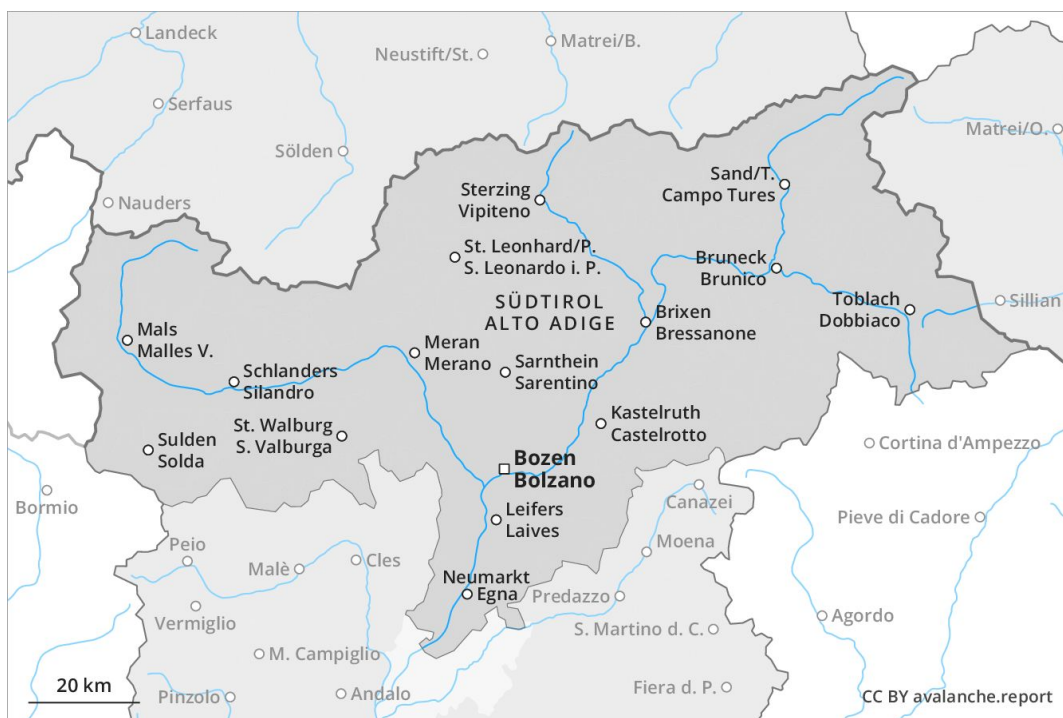 Landeck
Neustift/St.
Matrei/B.
Serfaus
Matrei/O.
Sölden
Nauders
Sterzing
Vipiteno
Sand/T.
Campo Tures
St. Leonhard/P.
S. Leonardo i. P.
Bruneck
Brunico
SÜDTIROL
ALTO ADIGE
Toblach
Dobbiaco
Sillian
Brixen
Bressanone
Mals
Malles V.
Meran
Merano
Sarnthein
Sarentino
Schlanders
Silandro
Kastelruth
Castelrotto
St. Walburg
S. Valburga
Sulden
Solda
Cortina d'Ampezzo
Bozen
Bolzano
Bormio
Canazei
Leifers
Laives
Pieve di Cadore
Peio
Cles
Moena
Malè
Neumarkt
Egna
Predazzo
Vermiglio
Agordo
S. Martino d. C.
M. Campiglio
20 km
Pinzolo
Andalo
Fiera d. P.
CC BY avalanche.report